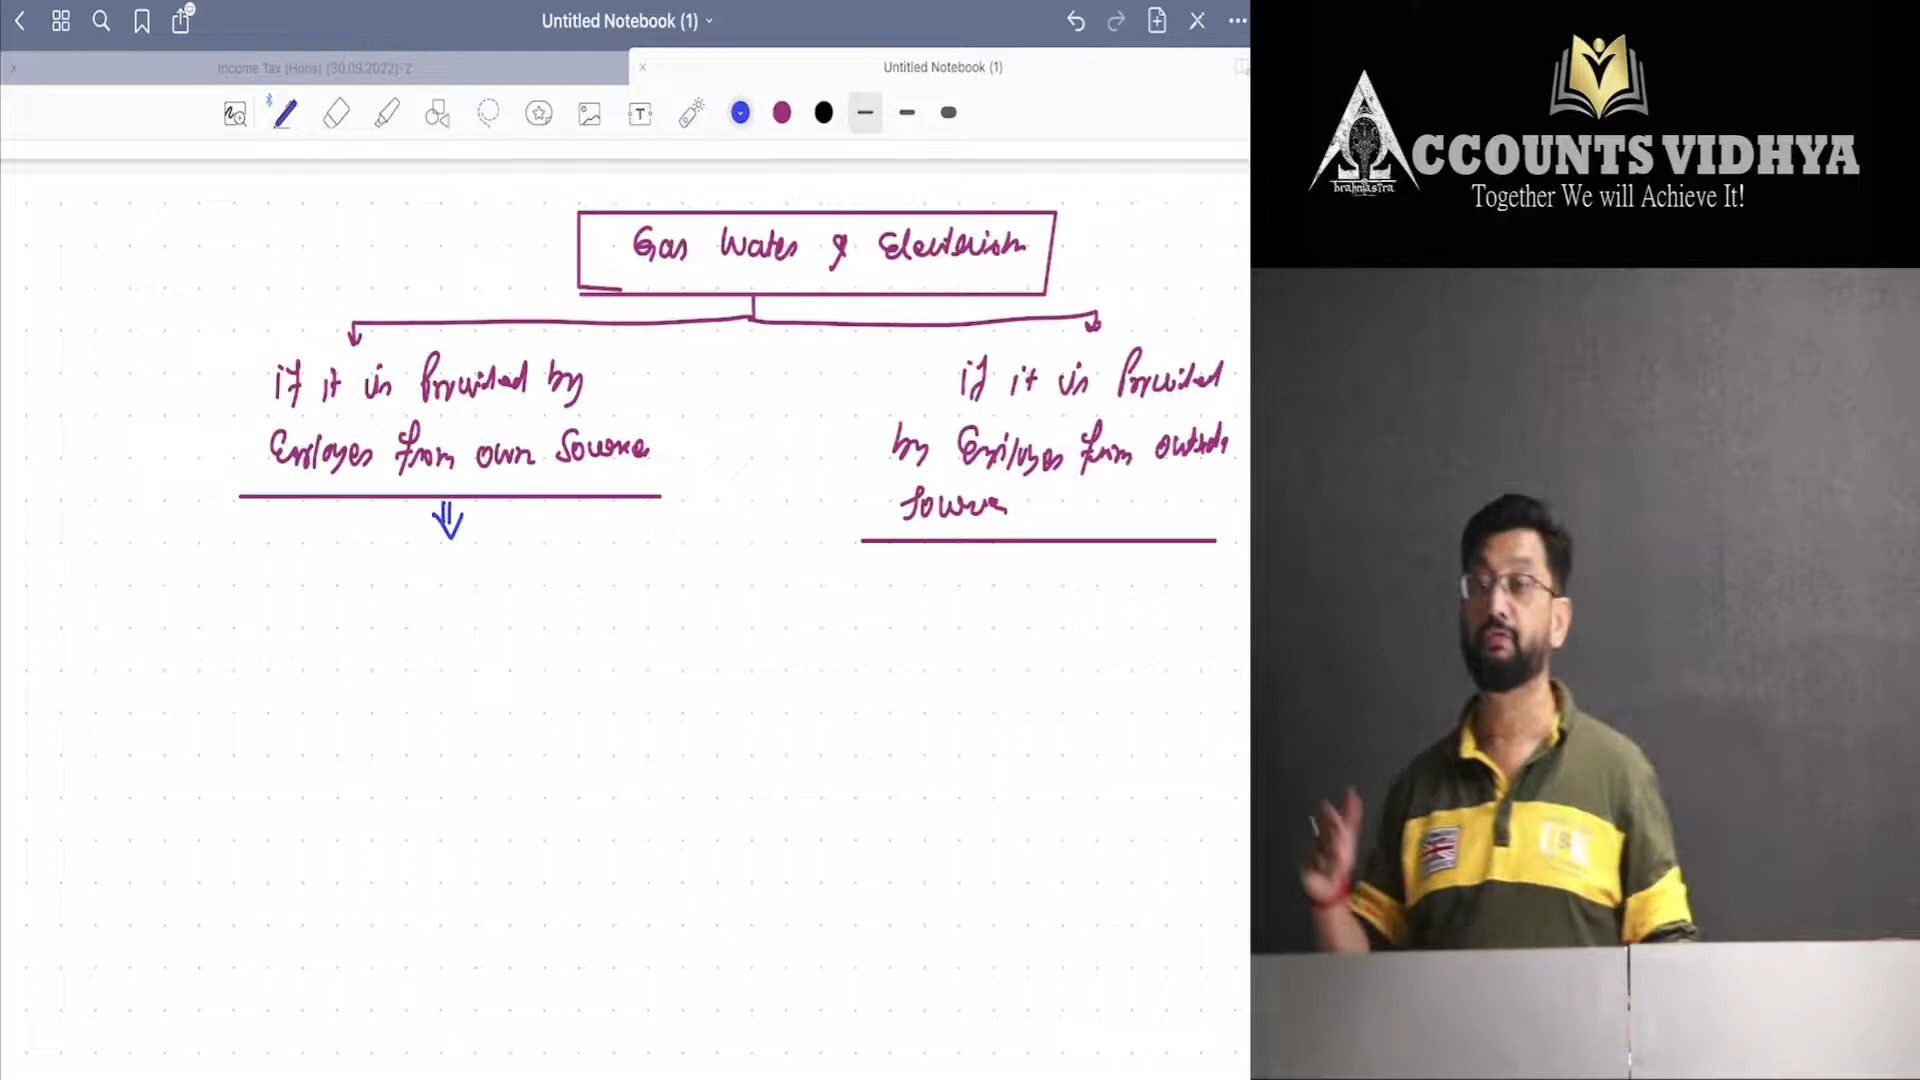 Untitled Notebook (1)
Income Tax (Hons) (30.09.2022)-Z
Untitled Notebook (1)
ACCOUNTS VIDHYA
brahmastra
Together We will Achieve It!
Gas Water & Electricity
if it is Provided by
Employer from own Source
if it is Provided
by Employer from outside
source